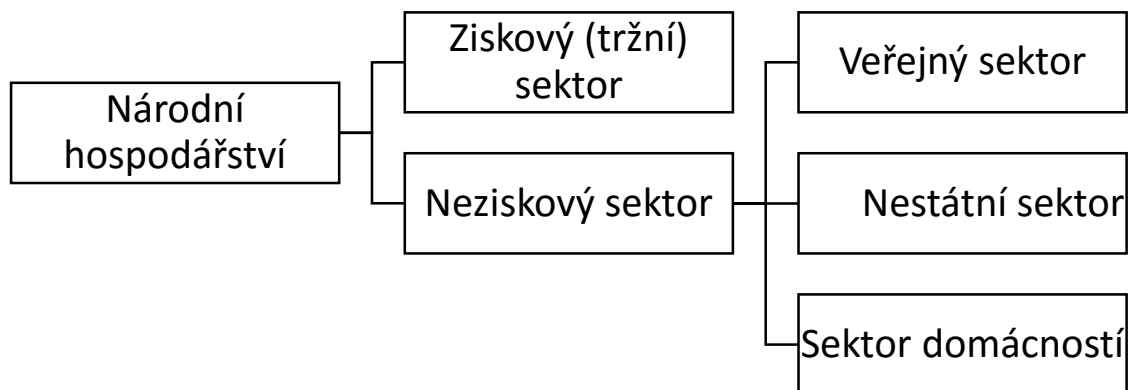 Národní
hospodářství
Ziskový (tržní)
sektor
Neziskový sektor
Veřejný sektor
Nestátní sektor
Sektor domácností